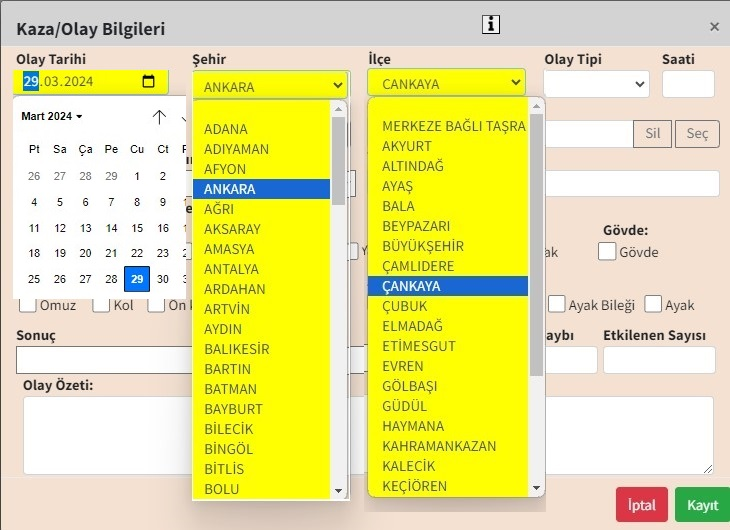 Kaza/Olay Bilgileri
i
×
Olay Tarihi
Şehir
İlçe
Olay Tipi
Saati
29.03.2024
ANKARA
ÇANKAYA
Sil
Seç
Mart 2024
Pt Sa Ça Pe Cu Ct
26 27 28 29 1 2
4 5 6 7 8 9
11 12 13 14 15 16
18 19 20 21 22 23
25 26 27 28 29 30
ADANA
ADIYAMAN
AFYON
ANKARA
AĞRI
AKSARAY
AMASYA
ANTALYA
ARDAHAN
ARTVİN
AYDIN
BALIKESİR
BARTIN
BATMAN
BAYBURT
BİLECİK
BİNGÖL
BİTLİS
BOLU
MERKEZE BAĞLI TAŞRA
AKYURT
ALTINDAĞ
AYAŞ
BALA
BEYPAZARI
BÜYÜKŞEHİR
ÇAMLIDERE
ÇANKAYA
ÇUBUK
ELMADAĞ
ETİMESGUT
EVREN
GÖLBAŞI
GÜDÜL
HAYMANA
KAHRAMANKAZAN
KALECİK
KEÇİÖREN
Gövde:
Gövde
Omuz
Kol
Ön
Ayak Bileği
Ayak
Sonuç
aybı
Etkilenen Sayısı
Olay Özeti:
İptal
Kayıt